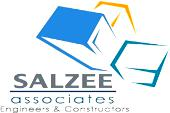 SALZEE
associates
Engineers & Constructors